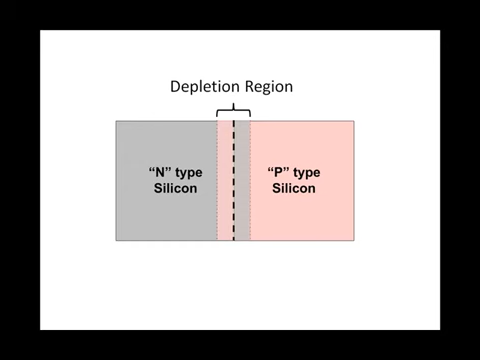 Depletion Region
“N” type
Silicon
“P” type
Silicon